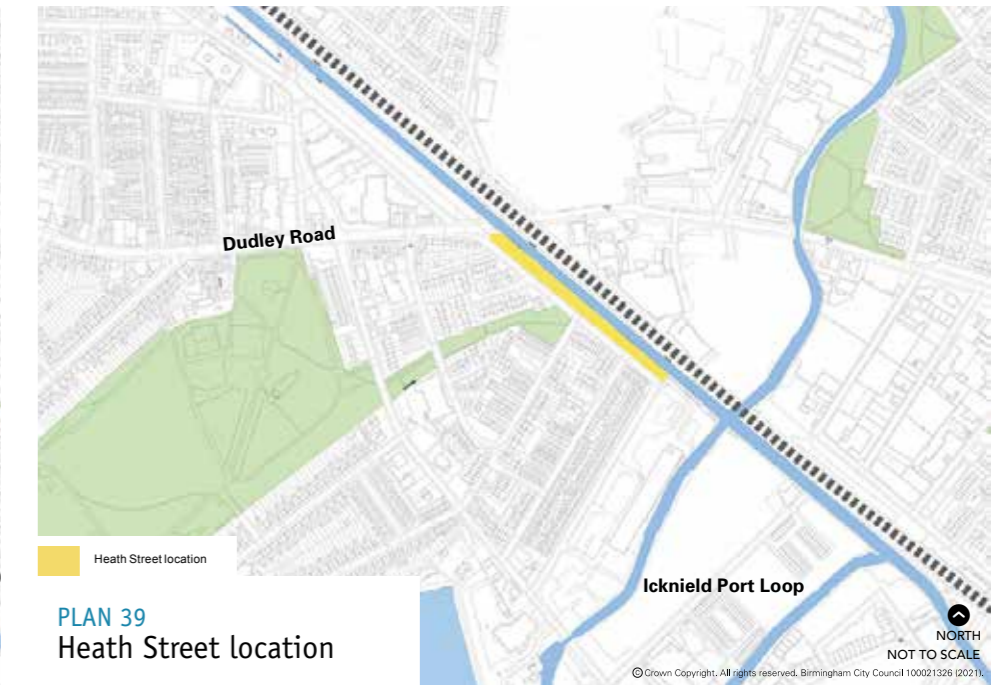 Dudley Road
Heath Street location
Icknield Port Loop
PLAN 39
Heath Street location
NORTH
NOT TO SCALE
© Crown Copyright. All rights reserved. Birmingham City Council 100021326 (2021).